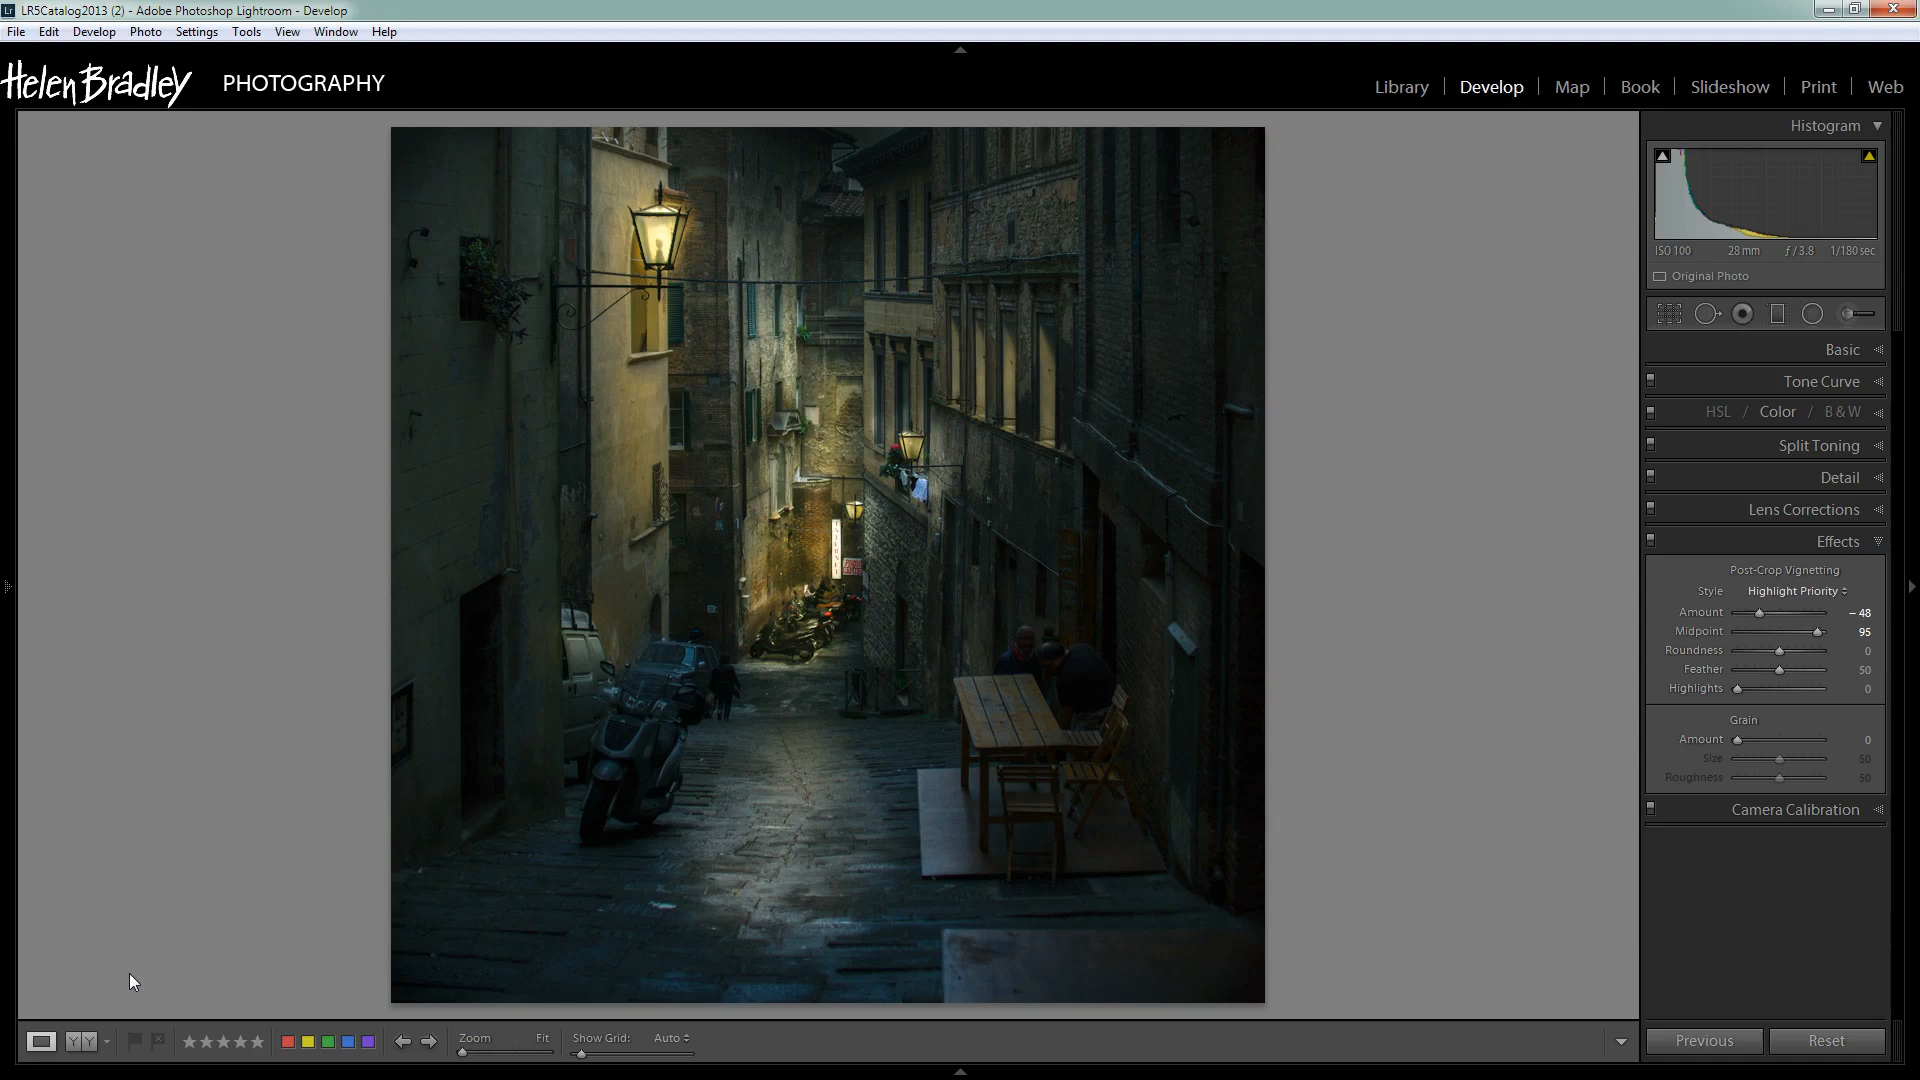 LR5Catalog2013 (2) - Adobe Photoshop Lightroom - Develop
File Edit Develop Photo Settings Tools View Window Help
Helen Bradley PHOTOGRAPHY
Library | Develop | Map | Book | Slideshow | Print | Web
Histogram
ISO 100 28 mm ƒ / 3.8 1/180 sec
Original Photo
Basic
Tone Curve
HSL / Color / B & W
Split Toning
Detail
Lens Corrections
Effects
Post-Crop Vignetting
Style Highlight Priority
Amount – 48
Midpoint 95
Roundness 0
Feather 50
Highlights 0
Grain
Amount 0
Size 50
Roughness 50
Camera Calibration
INTERNET
Zoom Fit Show Grid: Auto
Previous Reset